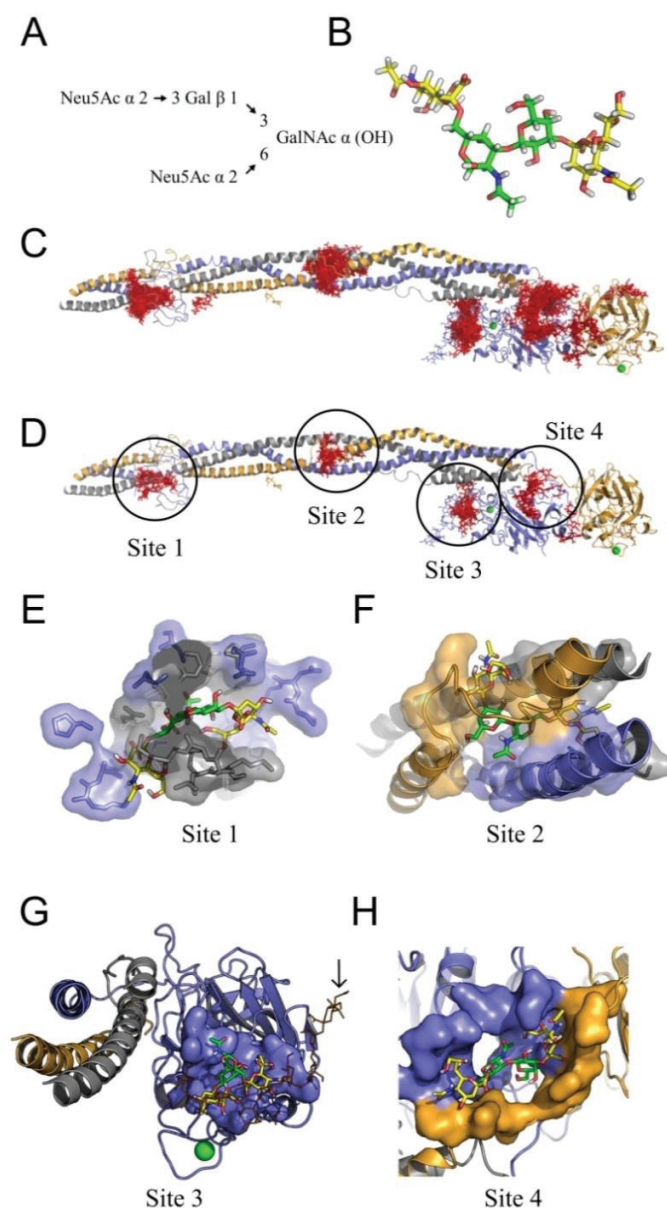 A
B
Neu5Ac α 2 → 3 Gal β 1
3
GalNAc α (OH)
6
Neu5Ac α 2
C
D
Site 4
Site 1
Site 2
Site 3
E
F
Site 1
Site 2
G
H
Site 3
Site 4